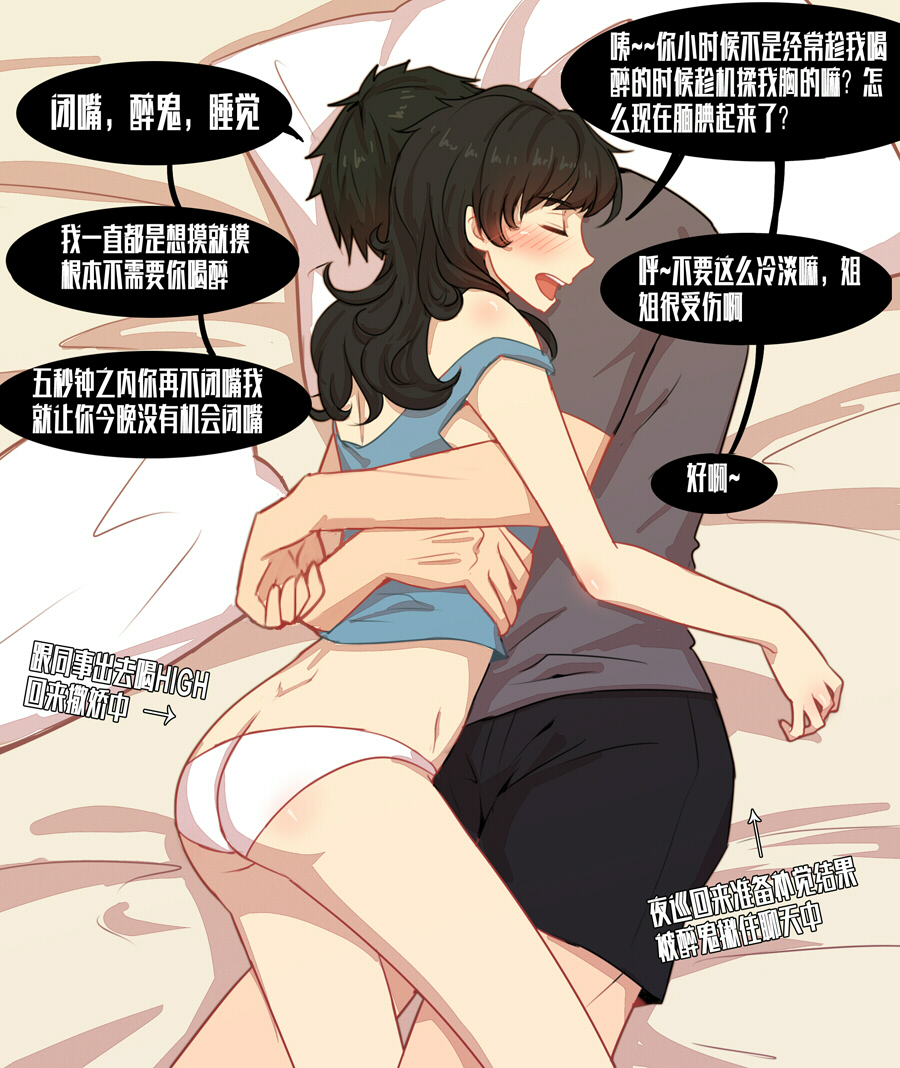 咦~~你小时候不是经常趁我喝
醉的时候趁机揉我胸的嘛？怎
么现在腼腆起来了？
闭嘴，醉鬼，睡觉
呼~不要这么冷淡嘛，姐
姐很受伤啊
我一直都是想摸就摸
根本不需要你喝醉
五秒钟之内你再不闭嘴我
就让你今晚没有机会闭嘴
好啊~
跟同事出去喝HIGH
回来撒娇中 →
↑
夜巡回来准备补觉结果
被醉鬼揪住聊天中